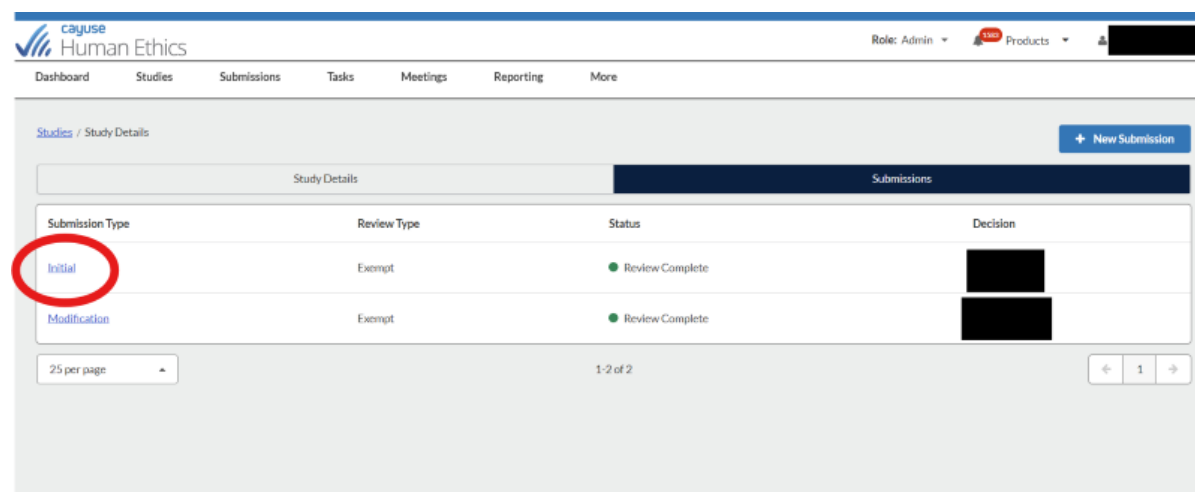 cayuse
Human Ethics
Role: Admin Products
Dashboard Studies Submissions Tasks Meetings Reporting More
Studies / Study Details
+ New Submission
Study Details Submissions
Submission Type Review Type Status Decision
Initial Exempt Review Complete
Modification Exempt Review Complete
25 per page 1-2 of 2 1